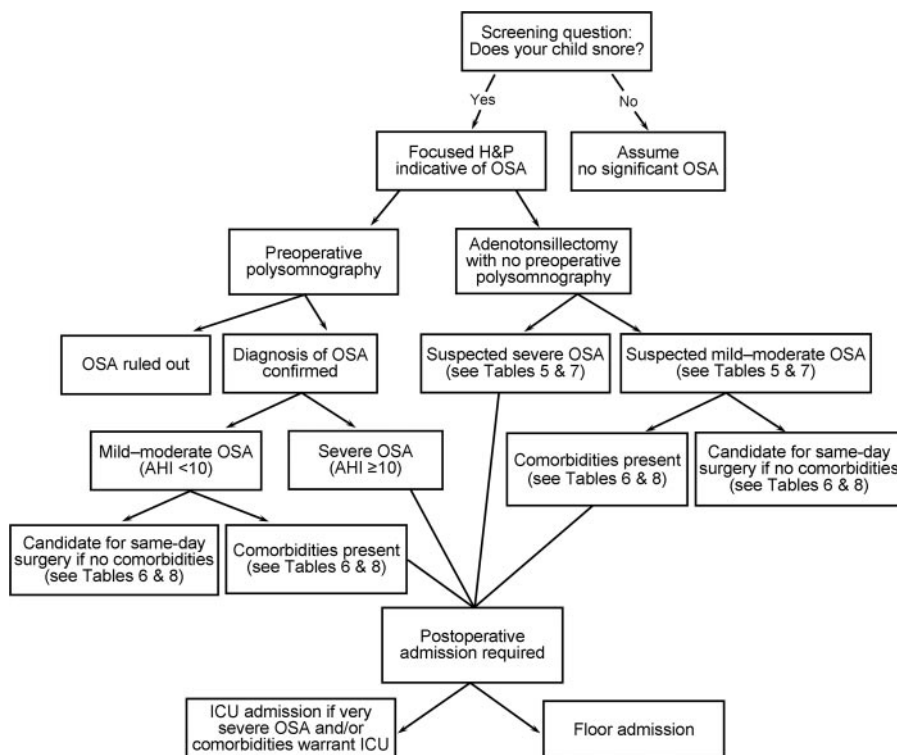 Screening question:
Does your child snore?
Yes
No
Focused H&P
indicative of OSA
Assume
no significant OSA
Preoperative
polysomnography
Adenotonsillectomy
with no preoperative
polysomnography
OSA ruled out
Diagnosis of OSA
confirmed
Suspected severe OSA
(see Tables 5 & 7)
Suspected mild–moderate OSA
(see Tables 5 & 7)
Mild–moderate OSA
(AHI <10)
Severe OSA
(AHI ≥10)
Comorbidities present
(see Tables 6 & 8)
Candidate for same-day
surgery if no comorbidities
(see Tables 6 & 8)
Candidate for same-day
surgery if no comorbidities
(see Tables 6 & 8)
Comorbidities present
(see Tables 6 & 8)
Postoperative
admission required
ICU admission if very
severe OSA and/or
comorbidities warrant ICU
Floor admission